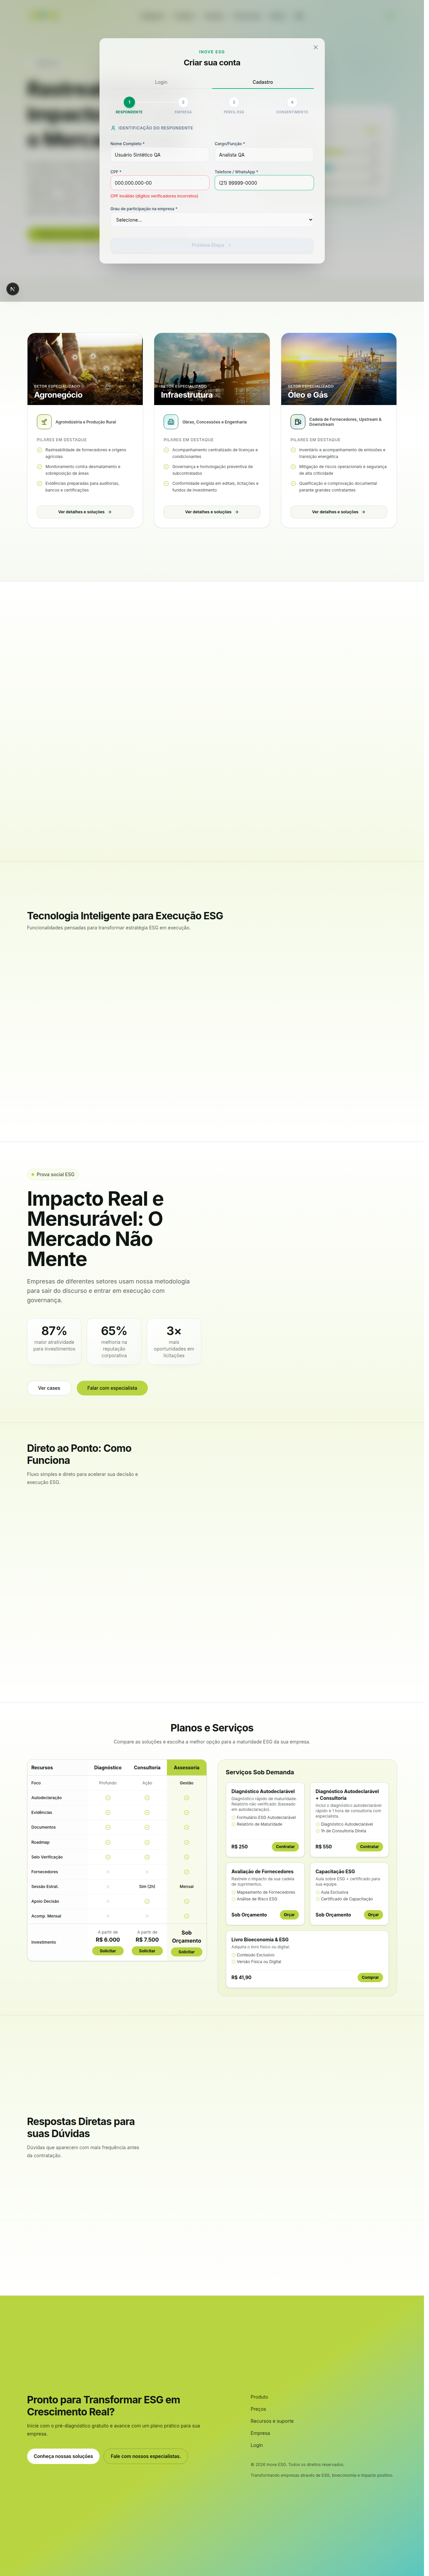 INOVE ESG
Criar sua conta
Login
Cadastro
1
2
3
4
RESPONDENTE
EMPRESA
PERFIL ESG
CONSENTIMENTO
IDENTIFICAÇÃO DO RESPONDENTE
Nome Completo *
Cargo/Função *
Usuário Sintético QA
Analista QA
CPF *
Telefone / WhatsApp *
000.000.000-00
(21) 99999-0000
CPF inválido (dígitos verificadores incorretos)
Grau de participação na empresa *
Selecione...
Próxima Etapa
N
SETOR ESPECIALIZADO
Agronegócio
Agroindústria e Produção Rural
PILARES EM DESTAQUE
Rastreabilidade de fornecedores e origens
agrícolas
Monitoramento contra desmatamento e
sobreposição de áreas
Evidências preparadas para auditorias,
bancos e certificações
Ver detalhes e soluções
SETOR ESPECIALIZADO
Infraestrutura
Obras, Concessões e Engenharia
PILARES EM DESTAQUE
Acompanhamento centralizado de licenças e
condicionantes
Governança e homologação preventiva de
subcontratados
Conformidade exigida em editais, licitações e
fundos de investimento
Ver detalhes e soluções
SETOR ESPECIALIZADO
Óleo e Gás
Cadeia de Fornecedores, Upstream &
Downstream
PILARES EM DESTAQUE
Inventário e acompanhamento de emissões e
transição energética
Mitigação de riscos operacionais e segurança
de alta criticidade
Qualificação e comprovação documental
perante grandes contratantes
Ver detalhes e soluções
Tecnologia Inteligente para Execução ESG
Funcionalidades pensadas para transformar estratégia ESG em execução.
Prova social ESG
Impacto Real e
Mensurável: O
Mercado Não
Mente
Empresas de diferentes setores usam nossa metodologia
para sair do discurso e entrar em execução com
governança.
87%
maior atratividade
para investimentos
65%
melhoria na
reputação
corporativa
3×
mais
oportunidades em
licitações
Ver cases
Falar com especialista
Direto ao Ponto: Como
Funciona
Fluxo simples e direto para acelerar sua decisão e
execução ESG.
Planos e Serviços
Compare as soluções e escolha a melhor opção para a maturidade ESG da sua empresa.
Recursos
Diagnóstico
Consultoria
Assessoria
Foco
Profundo
Ação
Gestão
Autodeclaração
Evidências
Documentos
Roadmap
Selo Verificação
Fornecedores
Sessão Estrat.
Sim (2h)
Mensal
Apoio Decisão
Acomp. Mensal
Investimento
A partir de
R$ 6.000
Solicitar
A partir de
R$ 7.500
Solicitar
Sob
Orçamento
Solicitar
Serviços Sob Demanda
Diagnóstico Autodeclarável
Diagnóstico rápido de maturidade.
Relatório não verificado (baseado
em autodeclaração).
Formulário ESG Autodeclarável
Relatório de Maturidade
R$ 250
Contratar
Diagnóstico Autodeclarável
+ Consultoria
Inclui o diagnóstico autodeclarável
rápido e 1 hora de consultoria com
especialista.
Diagnóstico Autodeclarável
1h de Consultoria Direta
R$ 550
Contratar
Avaliação de Fornecedores
Rastreie o impacto da sua cadeia
de suprimentos.
Mapeamento de Fornecedores
Análise de Risco ESG
Sob Orçamento
Orçar
Capacitação ESG
Aula sobre ESG + certificado para
sua equipe.
Aula Exclusiva
Certificado de Capacitação
Sob Orçamento
Orçar
Livro Bioeconomia & ESG
Adquira o livro físico ou digital.
Conteúdo Exclusivo
Versão Física ou Digital
R$ 41,90
Comprar
Respostas Diretas para
suas Dúvidas
Dúvidas que aparecem com mais frequência antes
da contratação.
Pronto para Transformar ESG em
Crescimento Real?
Inicie com o pré-diagnóstico gratuito e avance com um plano prático para sua
empresa.
Conheça nossas soluções
Fale com nossos especialistas.
Produto
Preços
Recursos e suporte
Empresa
Login
© 2026 Inove ESG. Todos os direitos reservados.
Transformando empresas através de ESG, bioeconomia e impacto positivo.